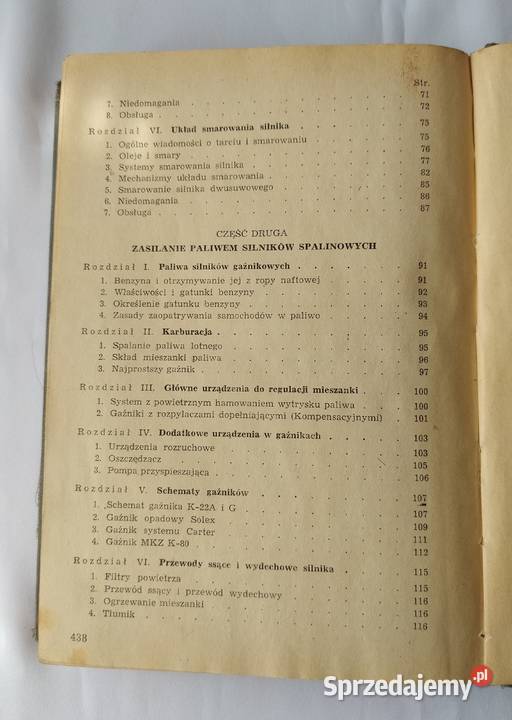 Str.
7. Niedomagania 71
8. Obsługa 72
Rozdział VI. Układ smarowania silnika 75
1. Ogólne wiadomości o tarciu i smarowaniu 75
2. Oleje i smary 76
3. Systemy smarowania silnika 77
4. Mechanizmy układu smarowania 82
5. Smarowanie silnika dwusuwowego 85
6. Niedomagania 86
7. Obsługa 87
CZĘŚĆ DRUGA
ZASILANIE PALIWEM SILNIKÓW SPALINOWYCH
Rozdział I. Paliwa silników gaźnikowych 91
1. Benzyna i otrzymywanie jej z ropy naftowej 91
2. Właściwości i gatunki benzyny 92
3. Określenie gatunku benzyny 93
4. Zasady zaopatrywania samochodów w paliwo 94
Rozdział II. Karburacja 95
1. Spalanie paliwa lotnego 95
2. Skład mieszanki paliwa 96
3. Najprostszy gaźnik 97
Rozdział III. Główne urządzenia do regulacji mieszanki 100
1. System z powietrznym hamowaniem wytrysku paliwa 100
2. Gaźniki z rozpylaczami dopełniającymi (Kompensacyjnymi) 101
Rozdział IV. Dodatkowe urządzenia w gaźnikach 103
1. Urządzenia rozruchowe 103
2. Oszczędzacz 105
3. Pompa przyspieszająca 106
Rozdział V. Schematy gaźników 107
1. Schemat gaźnika K-22A i G 107
2. Gaźnik opadowy Solex 109
3. Gaźnik systemu Carter 111
4. Gaźnik MKZ K-80 112
Rozdział VI. Przewody ssące i wydechowe silnika 115
1. Filtry powietrza 115
2. Przewód ssący i przewód wydechowy 116
3. Ogrzewanie mieszanki 116
4. Tłumik 116
438
Sprzedajemy.pl